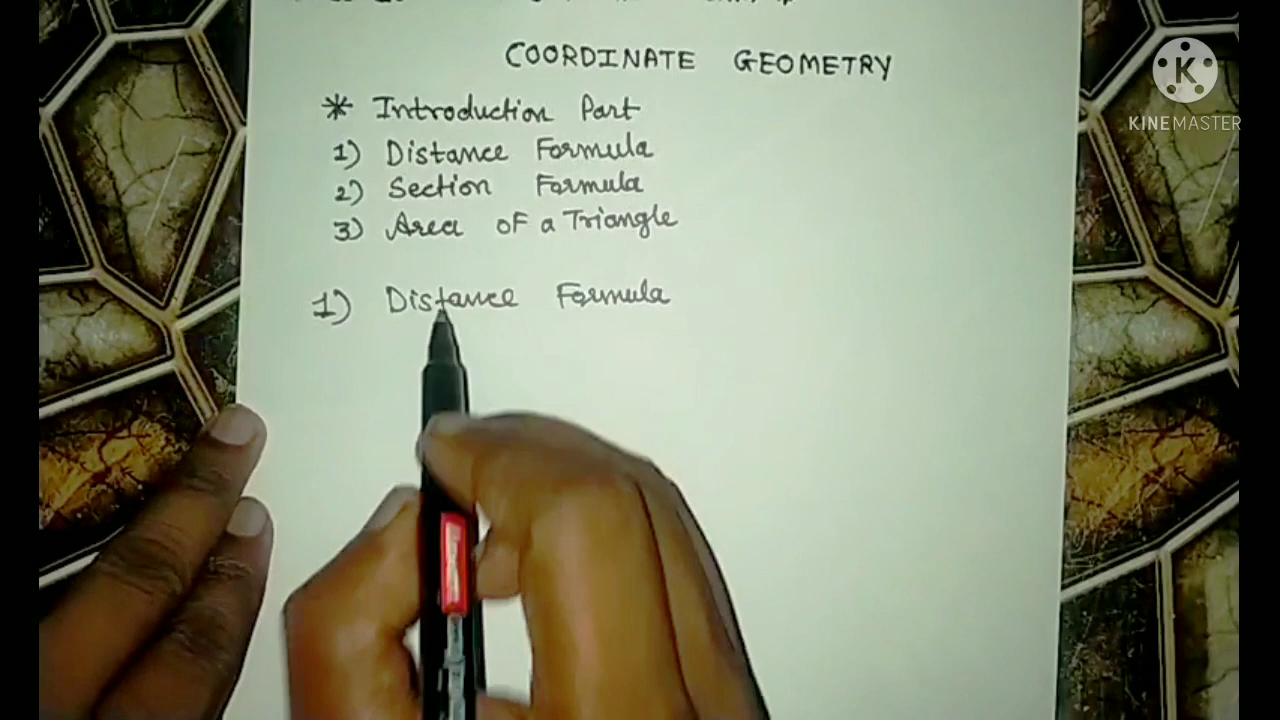 COORDINATE GEOMETRY
* Introduction Part
1) Distance Formula
2) Section Formula
3) Area of a Triangle
1) Distance Formula
K
KINEMASTER